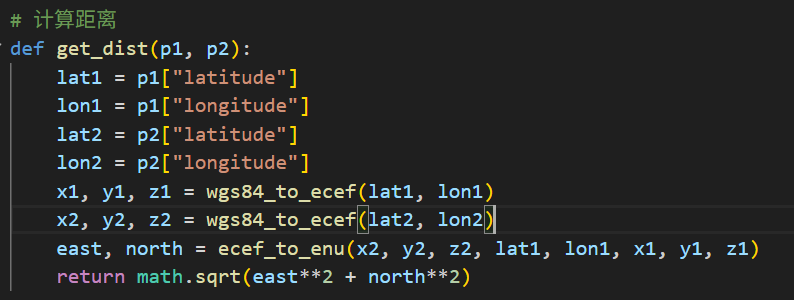 # 计算距离
def get_dist(p1, p2):
    lat1 = p1["latitude"]
    lon1 = p1["longitude"]
    lat2 = p2["latitude"]
    lon2 = p2["longitude"]
    x1, y1, z1 = wgs84_to_ecef(lat1, lon1)
    x2, y2, z2 = wgs84_to_ecef(lat2, lon2)
    east, north = ecef_to_enu(x2, y2, z2, lat1, lon1, x1, y1, z1)
    return math.sqrt(east**2 + north**2)